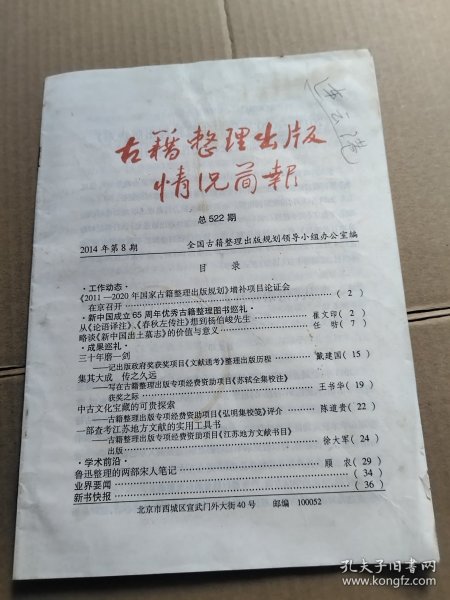 连云港
古籍整理出版
情况简报
总522期
2014年第8期 全国古籍整理出版规划领导小组办公室编
目 录
·工作动态·
《2011—2020年国家古籍整理出版规划》增补项目论证会
在京召开 (2)
·新中国成立65周年优秀古籍整理图书巡礼·
从《论语译注》、《春秋左传注》想到杨伯峻先生 崔文印(2)
略谈《新中国出土墓志》的价值与意义 任昉(7)
·成果巡礼·
三十年磨一剑
——记出版政府奖获奖项目《文献通考》整理出版历程 戴建国(15)
集其大成 传之久远
——写在古籍整理出版专项经费资助项目《苏轼全集校注》
获奖之际 王书华(19)
中古文化宝藏的可贵探索
——古籍整理出版专项经费资助项目《弘明集校笺》评介 陈道贵(22)
一部查考江苏地方文献的实用工具书
——古籍整理出版专项经费资助项目《江苏地方文献书目》
出版 徐大军(24)
·学术前沿·
鲁迅整理的两部宋人笔记 顾农(29)
业界要闻 (34)
新书快报 (36)
北京市西城区宣武门外大街40号 邮编 100052
孔夫子旧书网
www.kongfz.com